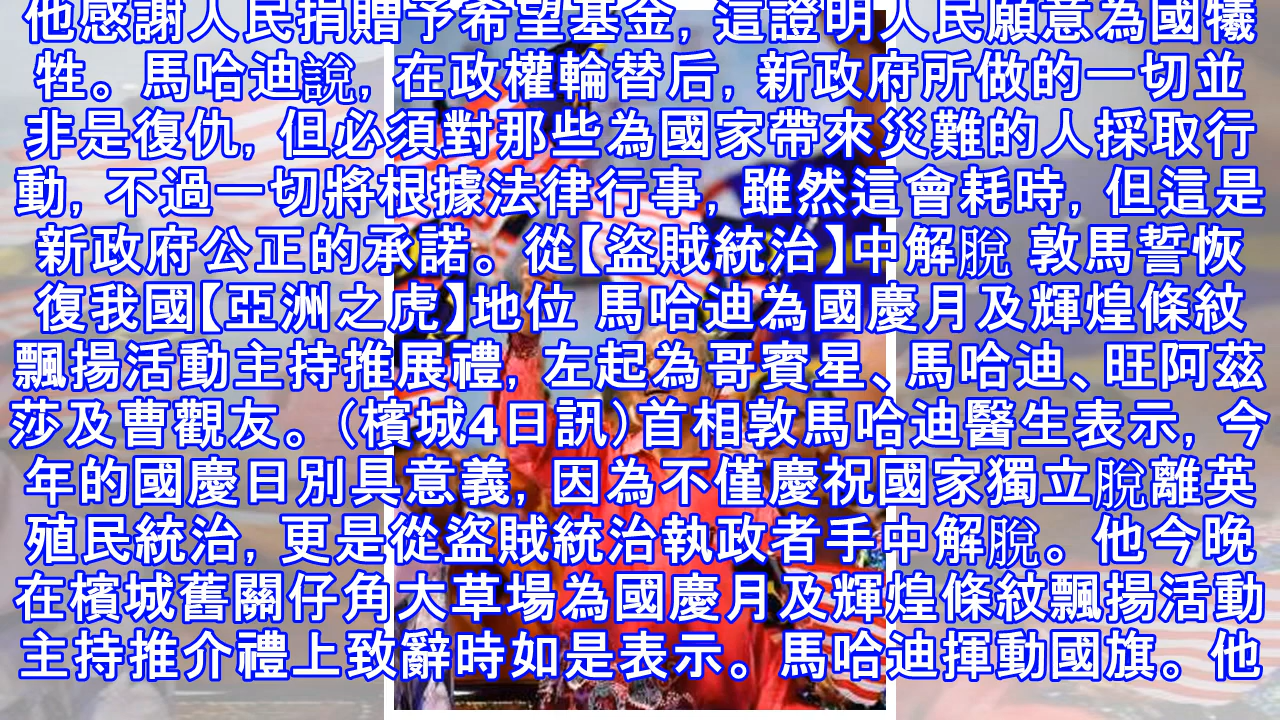 他感謝人民捐贈予希望基金, 這證明人民願意為國犧
牲。馬哈迪說, 在政權輪替后, 新政府所做的一切並
非是復仇, 但必須對那些為國家帶來災難的人採取行
動, 不過一切將根據法律行事, 雖然這會耗時, 但這是
新政府公正的承諾。從【盜賊統治】中解脫 敦馬誓恢
復我國【亞洲之虎】地位 馬哈迪為國慶月及輝煌條紋
飄揚活動主持推展禮, 左起為哥賓星、馬哈迪、旺阿茲
莎及曹觀友。(檳城4日訊)首相敦馬哈迪醫生表示, 今
年的國慶日別具意義, 因為不僅慶祝國家獨立脫離英
殖民統治, 更是從盜賊統治執政者手中解脫。他今晚
在檳城舊關仔角大草場為國慶月及輝煌條紋飄揚活動
主持推介禮上致辭時如是表示。馬哈迪揮動國旗。他